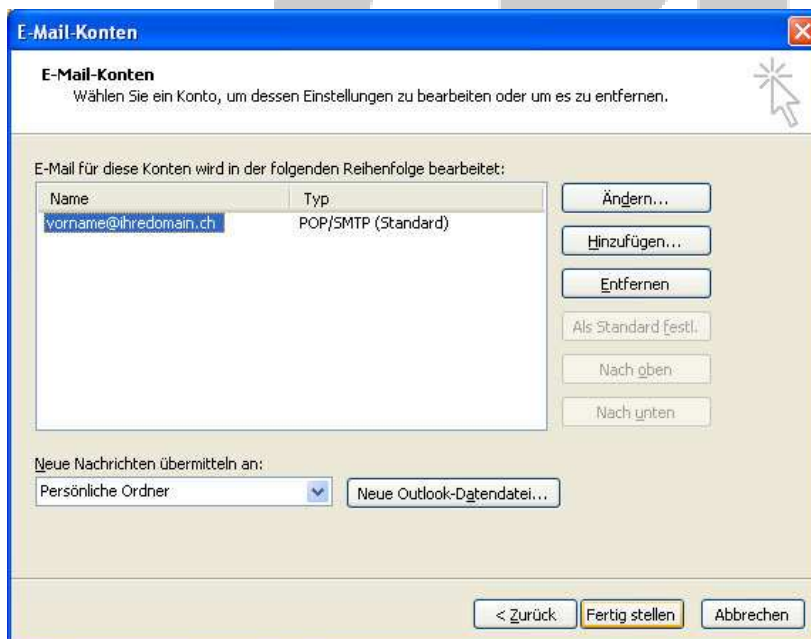 E-Mail-Konten
E-Mail-Konten
Wählen Sie ein Konto, um dessen Einstellungen zu bearbeiten oder um es zu entfernen.
E-Mail für diese Konten wird in der folgenden Reihenfolge bearbeitet:
Name Typ
vorname@ihredomain.ch POP/SMTP (Standard)
Ändern...
Hinzufügen...
Entfernen
Als Standard festl.
Nach oben
Nach unten
Neue Nachrichten übermitteln an:
Persönliche Ordner Neue Outlook-Datendatei...
< Zurück Fertig stellen Abbrechen